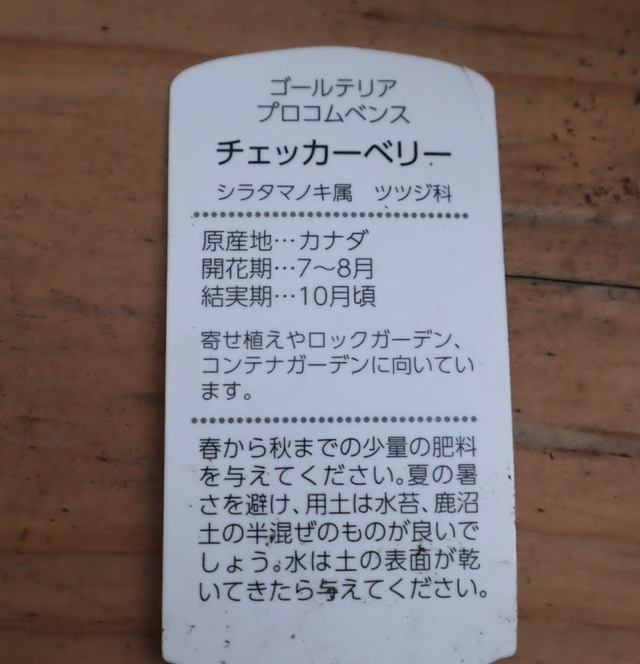 ゴールテリア
プロコムベンス
チェッカーベリー
シラタマノキ属　ツツジ科
原産地…カナダ
開花期…7〜8月
結実期…10月頃
寄せ植えやロックガーデン、
コンテナガーデンに向いてい
ます。
春から秋までの少量の肥料
を与えてください。夏の暑
さを避け、用土は水苔、鹿沼
土の半混ぜのものが良いで
しょう。水は土の表面が乾
いてきたら与えてください。